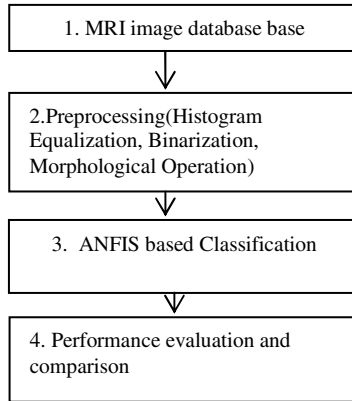 1. MRI image database base
2.Preprocessing(Histogram
Equalization, Binarization,
Morphological Operation)
3. ANFIS based Classification
4. Performance evaluation and
comparison